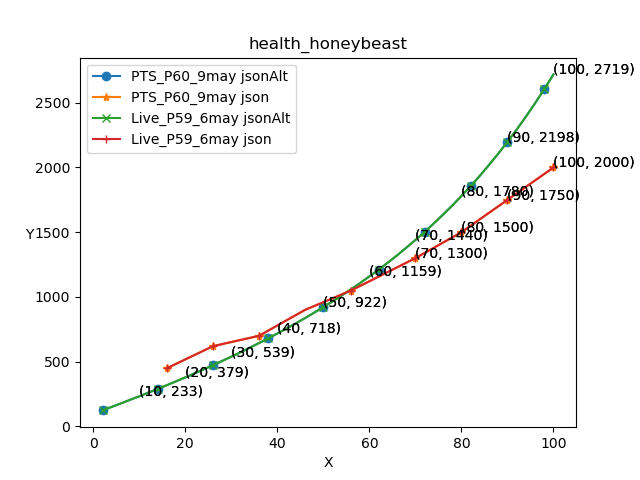 health_honeybeast
PTS_P60_9may jsonAlt
PTS_P60_9may json
Live_P59_6may jsonAlt
Live_P59_6may json
(100, 2719)
(90, 2198)
(100, 2000)
(80, 1780)
(90, 1750)
(80, 1500)
(70, 1440)
(70, 1300)
(60, 1159)
(50, 922)
(40, 718)
(30, 539)
(20, 379)
(10, 233)
Y
2500
2000
1500
1000
500
0
0 20 40 60 80 100
X